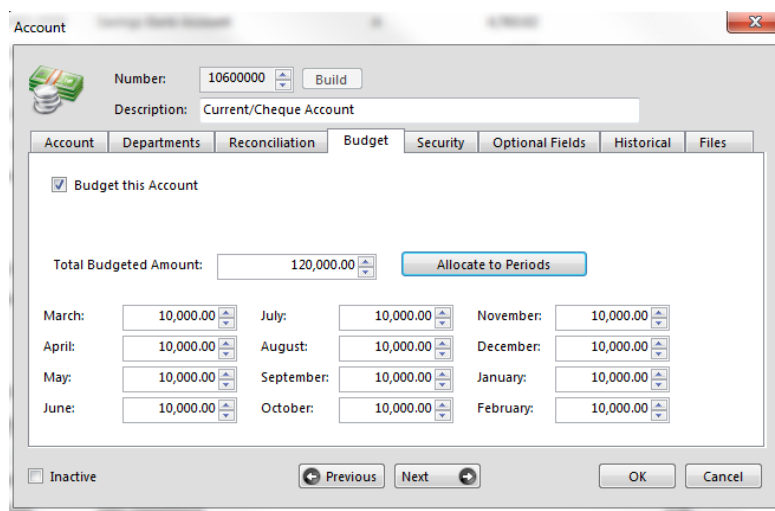 Account
Number: 10600000 Build
Description: Current/Cheque Account
Account Departments Reconciliation Budget Security Optional Fields Historical Files
Budget this Account
Total Budgeted Amount: 120,000.00 Allocate to Periods
March: 10,000.00 July: 10,000.00 November: 10,000.00
April: 10,000.00 August: 10,000.00 December: 10,000.00
May: 10,000.00 September: 10,000.00 January: 10,000.00
June: 10,000.00 October: 10,000.00 February: 10,000.00
Inactive Previous Next OK Cancel